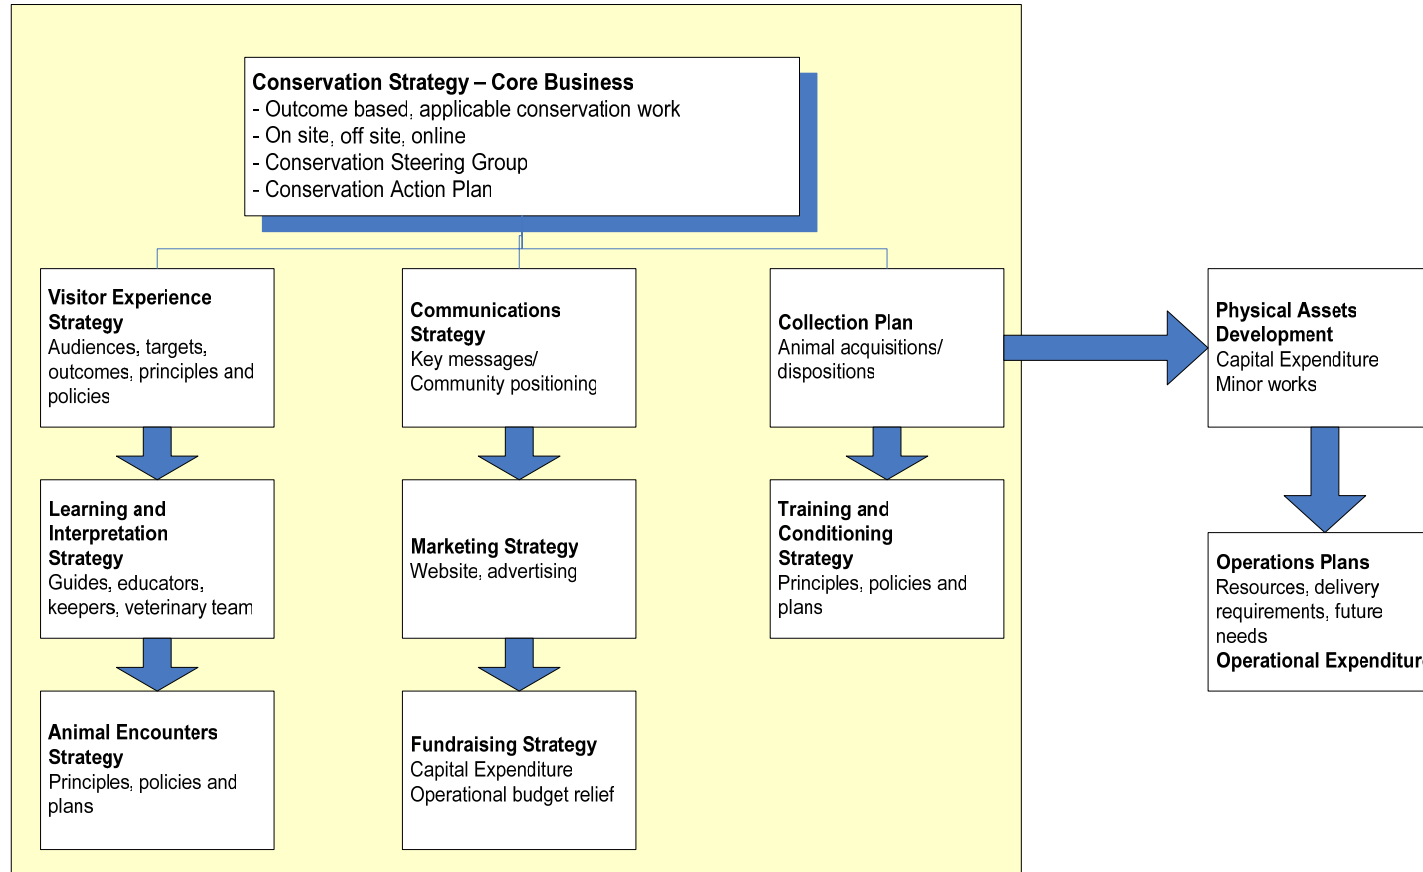 Conservation Strategy – Core Business
- Outcome based, applicable conservation work
- On site, off site, online
- Conservation Steering Group
- Conservation Action Plan
Visitor Experience
Strategy
Audiences, targets,
outcomes, principles and
policies
Communications
Strategy
Key messages/
Community positioning
Collection Plan
Animal acquisitions/
dispositions
Physical Assets
Development
Capital Expenditure
Minor works
Learning and
Interpretation
Strategy
Guides, educators,
keepers, veterinary team
Marketing Strategy
Website, advertising
Training and
Conditioning
Strategy
Principles, policies and
plans
Operations Plans
Resources, delivery
requirements, future
needs
Operational Expenditure
Animal Encounters
Strategy
Principles, policies and
plans
Fundraising Strategy
Capital Expenditure
Operational budget relief